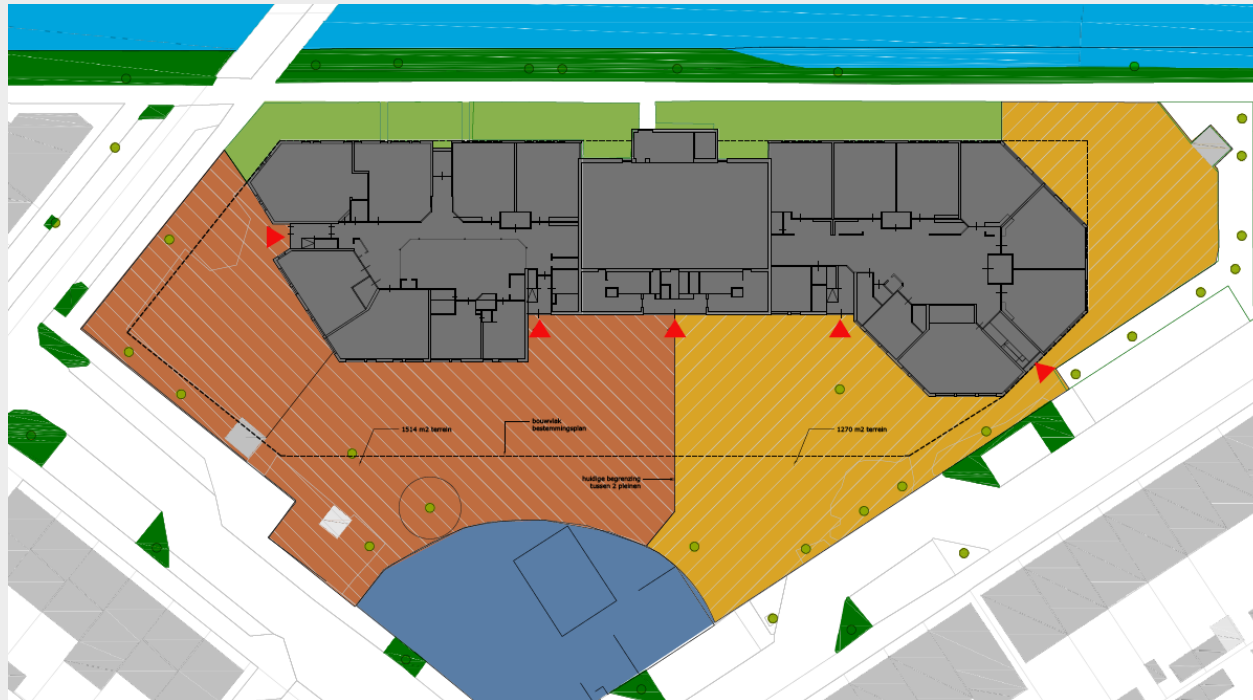 1514 m2 terrein
bouwvlak
bestemmingsplan
1270 m2 terrein
huidige begrenzing
tussen 2 pleinen